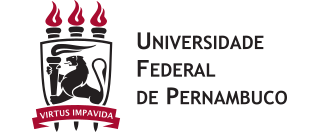 UNIVERSIDADE
FEDERAL
DE PERNAMBUCO
VIRTUS IMPAVIDA